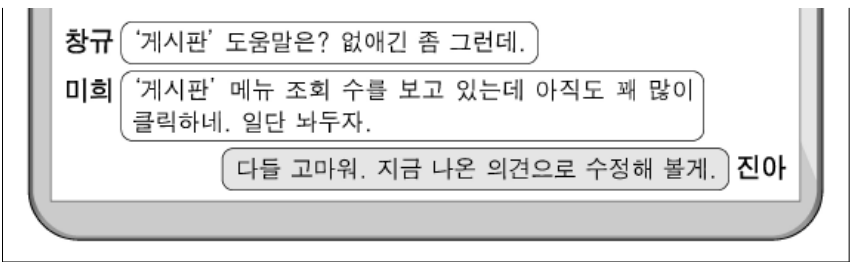 창규 ‘게시판’ 도움말은? 없애긴 좀 그런데.
미희 ‘게시판’ 메뉴 조회 수를 보고 있는데 아직도 꽤 많이
클릭하네. 일단 놔두자.
다들 고마워. 지금 나온 의견으로 수정해 볼게. 진아